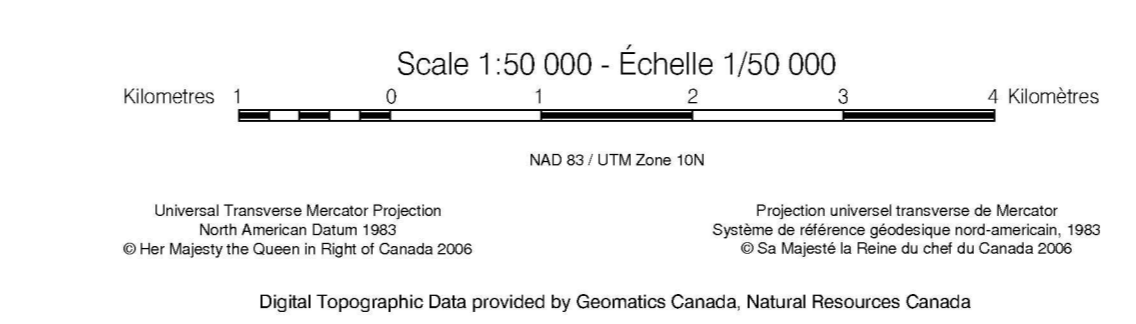 Scale 1:50 000 - Échelle 1/50 000
Kilometres 1 0 1 2 3 4 Kilomètres
NAD 83 / UTM Zone 10N
Universal Transverse Mercator Projection
North American Datum 1983
© Her Majesty the Queen in Right of Canada 2006
Projection universel transverse de Mercator
Système de référence géodesique nord-americain, 1983
© Sa Majesté la Reine du chef du Canada 2006
Digital Topographic Data provided by Geomatics Canada, Natural Resources Canada